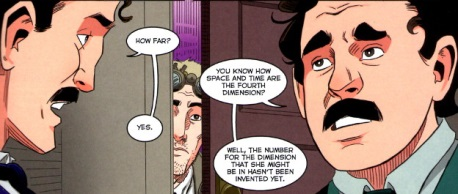 HOW FAR?
YES.
YOU KNOW HOW
SPACE AND TIME ARE
THE FOURTH
DIMENSION?
WELL, THE NUMBER
FOR THE DIMENSION
THAT SHE MIGHT
BE IN HASN'T BEEN
INVENTED YET.